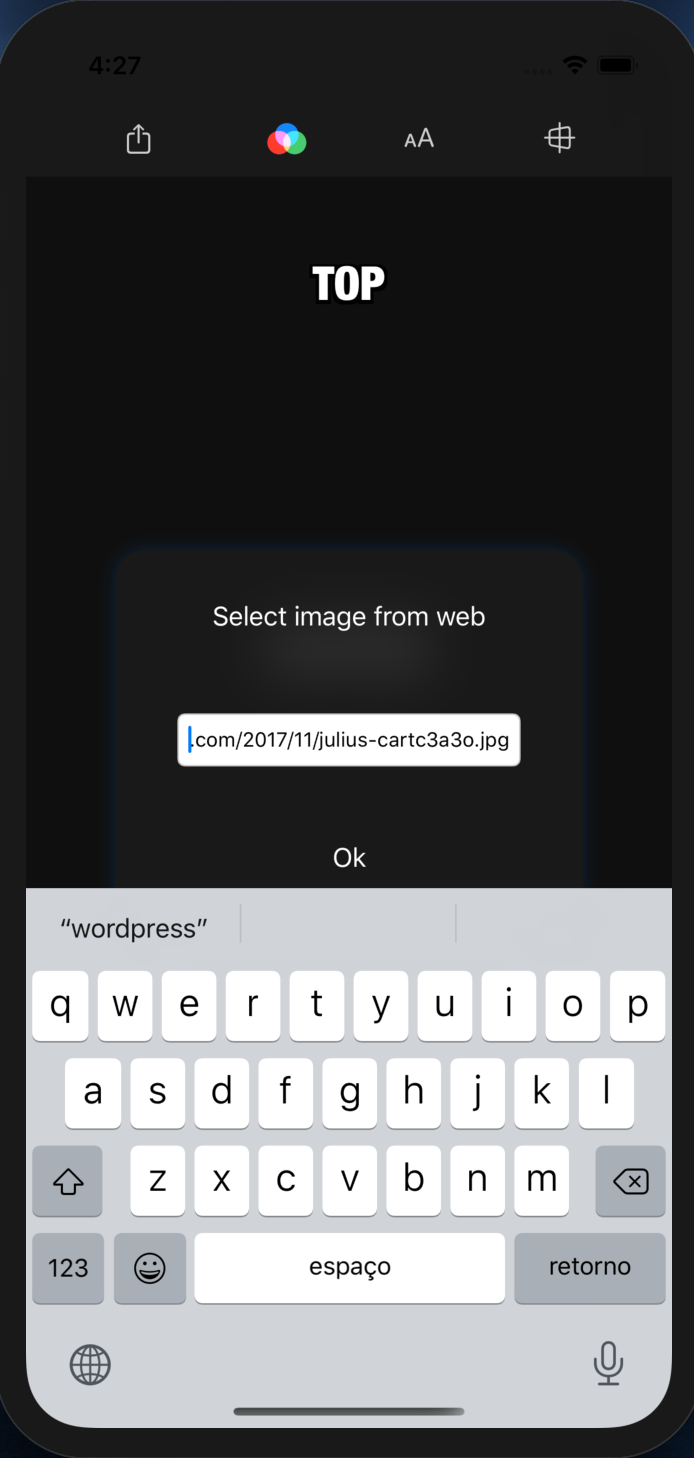 4:27
AA
TOP
Select image from web
.com/2017/11/julius-cartc3a3o.jpg
Ok
“wordpress”
q w e r t y u i o p
a s d f g h j k l
z x c v b n m
123 espaço retorno